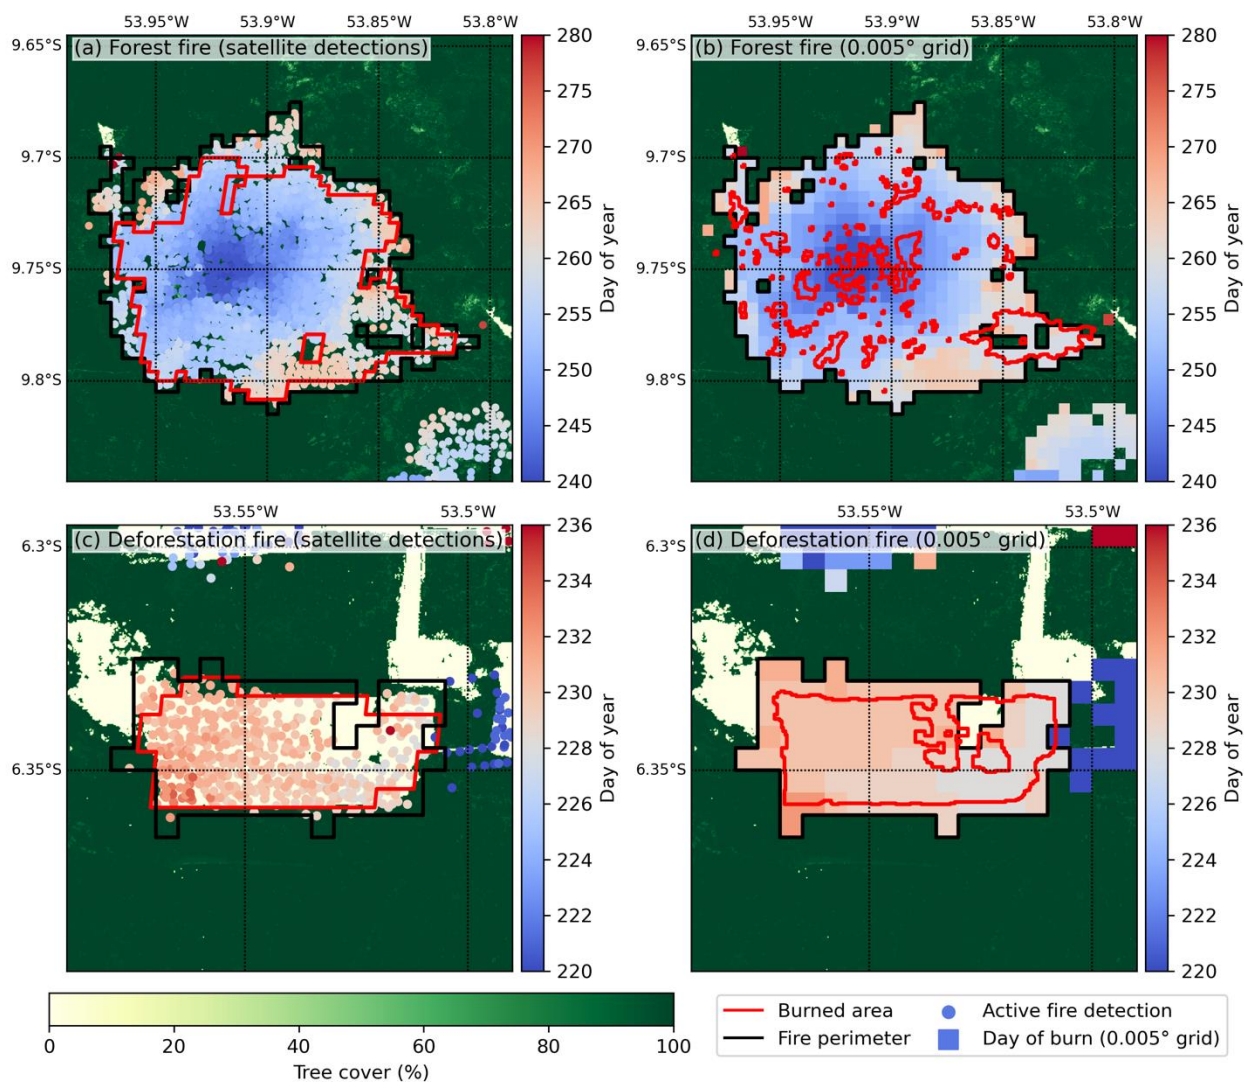 53.95°W 53.9°W 53.85°W 53.8°W 53.95°W 53.9°W 53.85°W 53.8°W
(a) Forest fire (satellite detections)
9.65°S
9.7°S
9.75°S
9.8°S
280
275
270
265
260
255
250
245
240
Day of year
(b) Forest fire (0.005° grid)
9.65°S
9.7°S
9.75°S
9.8°S
280
275
270
265
260
255
250
245
240
Day of year
53.55°W 53.5°W 53.55°W 53.5°W
(c) Deforestation fire (satellite detections)
6.3°S
6.35°S
236
234
232
230
228
226
224
222
220
Day of year
(d) Deforestation fire (0.005° grid)
6.3°S
6.35°S
236
234
232
230
228
226
224
222
220
Day of year
0 20 40 60 80 100
Tree cover (%)
Burned area
Fire perimeter
Active fire detection
Day of burn (0.005° grid)